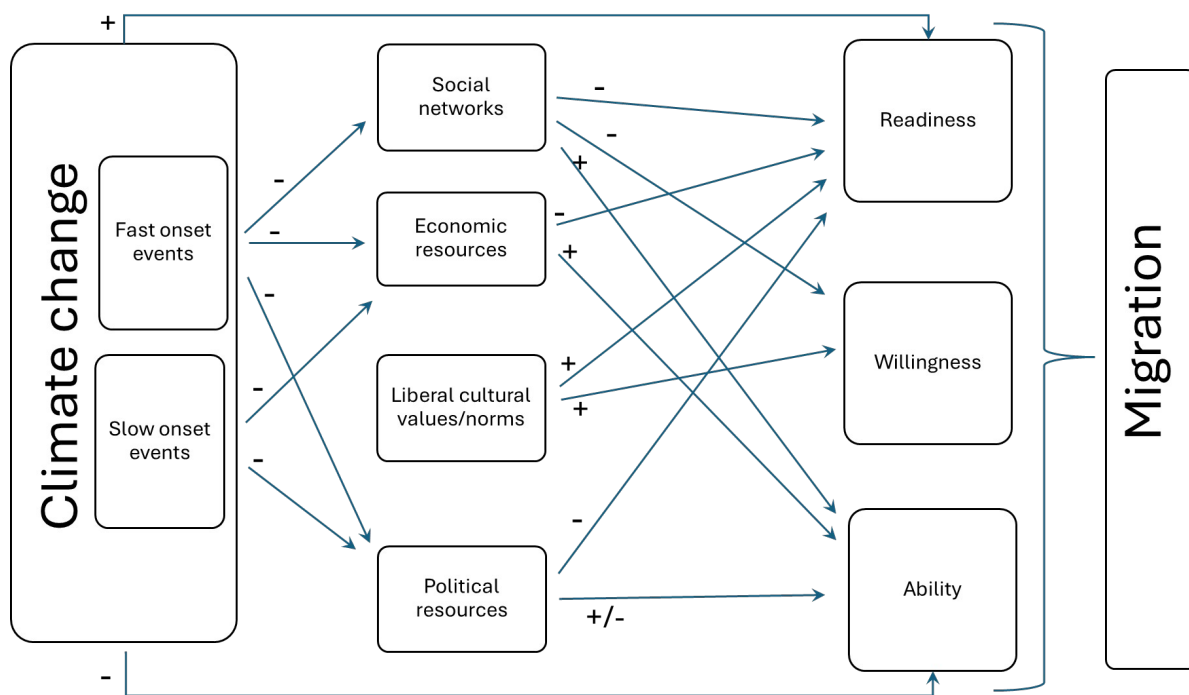 +
Climate change
Fast onset
events
Slow onset
events
-
-
-
-
-
-
Social
networks
Economic
resources
Liberal cultural
values/norms
Political
resources
-
-
+
-
+
+
+
-
+/-
Readiness
Willingness
Ability
Migration